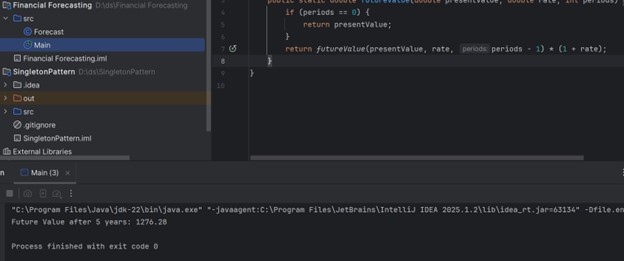 Financial Forecasting D:\ds\Financial Forecasting
src
Forecast
Main
Financial Forecasting.iml
SingletonPattern D:\ds\SingletonPattern
.idea
out
src
.gitignore
SingletonPattern.iml
External Libraries
public static double futureValue(double presentValue, double rate, int periods)
if (periods == 0) {
return presentValue;
}
7 return futureValue(presentValue, rate, periods: periods - 1) * (1 + rate);
8 }
9 }
10
Main (3) ×
"C:\Program Files\Java\jdk-22\bin\java.exe" "-javaagent:C:\Program Files\JetBrains\IntelliJ IDEA 2025.1.2\lib\idea_rt.jar=63134" -Dfile.en
Future Value after 5 years: 1276.28
Process finished with exit code 0